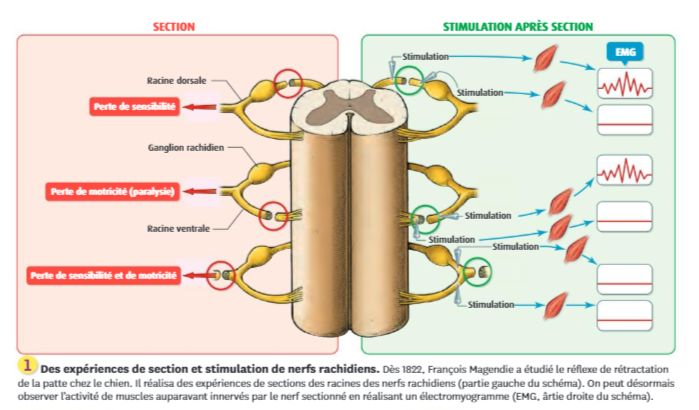 SECTION
STIMULATION APRÈS SECTION
Racine dorsale
Perte de sensibilité
Ganglion rachidien
Perte de motricité (paralysie)
Racine ventrale
Perte de sensibilité et de motricité
Stimulation
Stimulation
EMG
Stimulation
Stimulation
Stimulation
Stimulation
1 Des expériences de section et stimulation de nerfs rachidiens. Dès 1822, François Magendie a étudié le réflexe de rétractation
de la patte chez le chien. Il réalisa des expériences de sections des racines des nerfs rachidiens (partie gauche du schéma). On peut désormais
observer l'activité de muscles auparavant innervés par le nerf sectionné en réalisant un électromyogramme (EMG, ârtie droite du schéma).